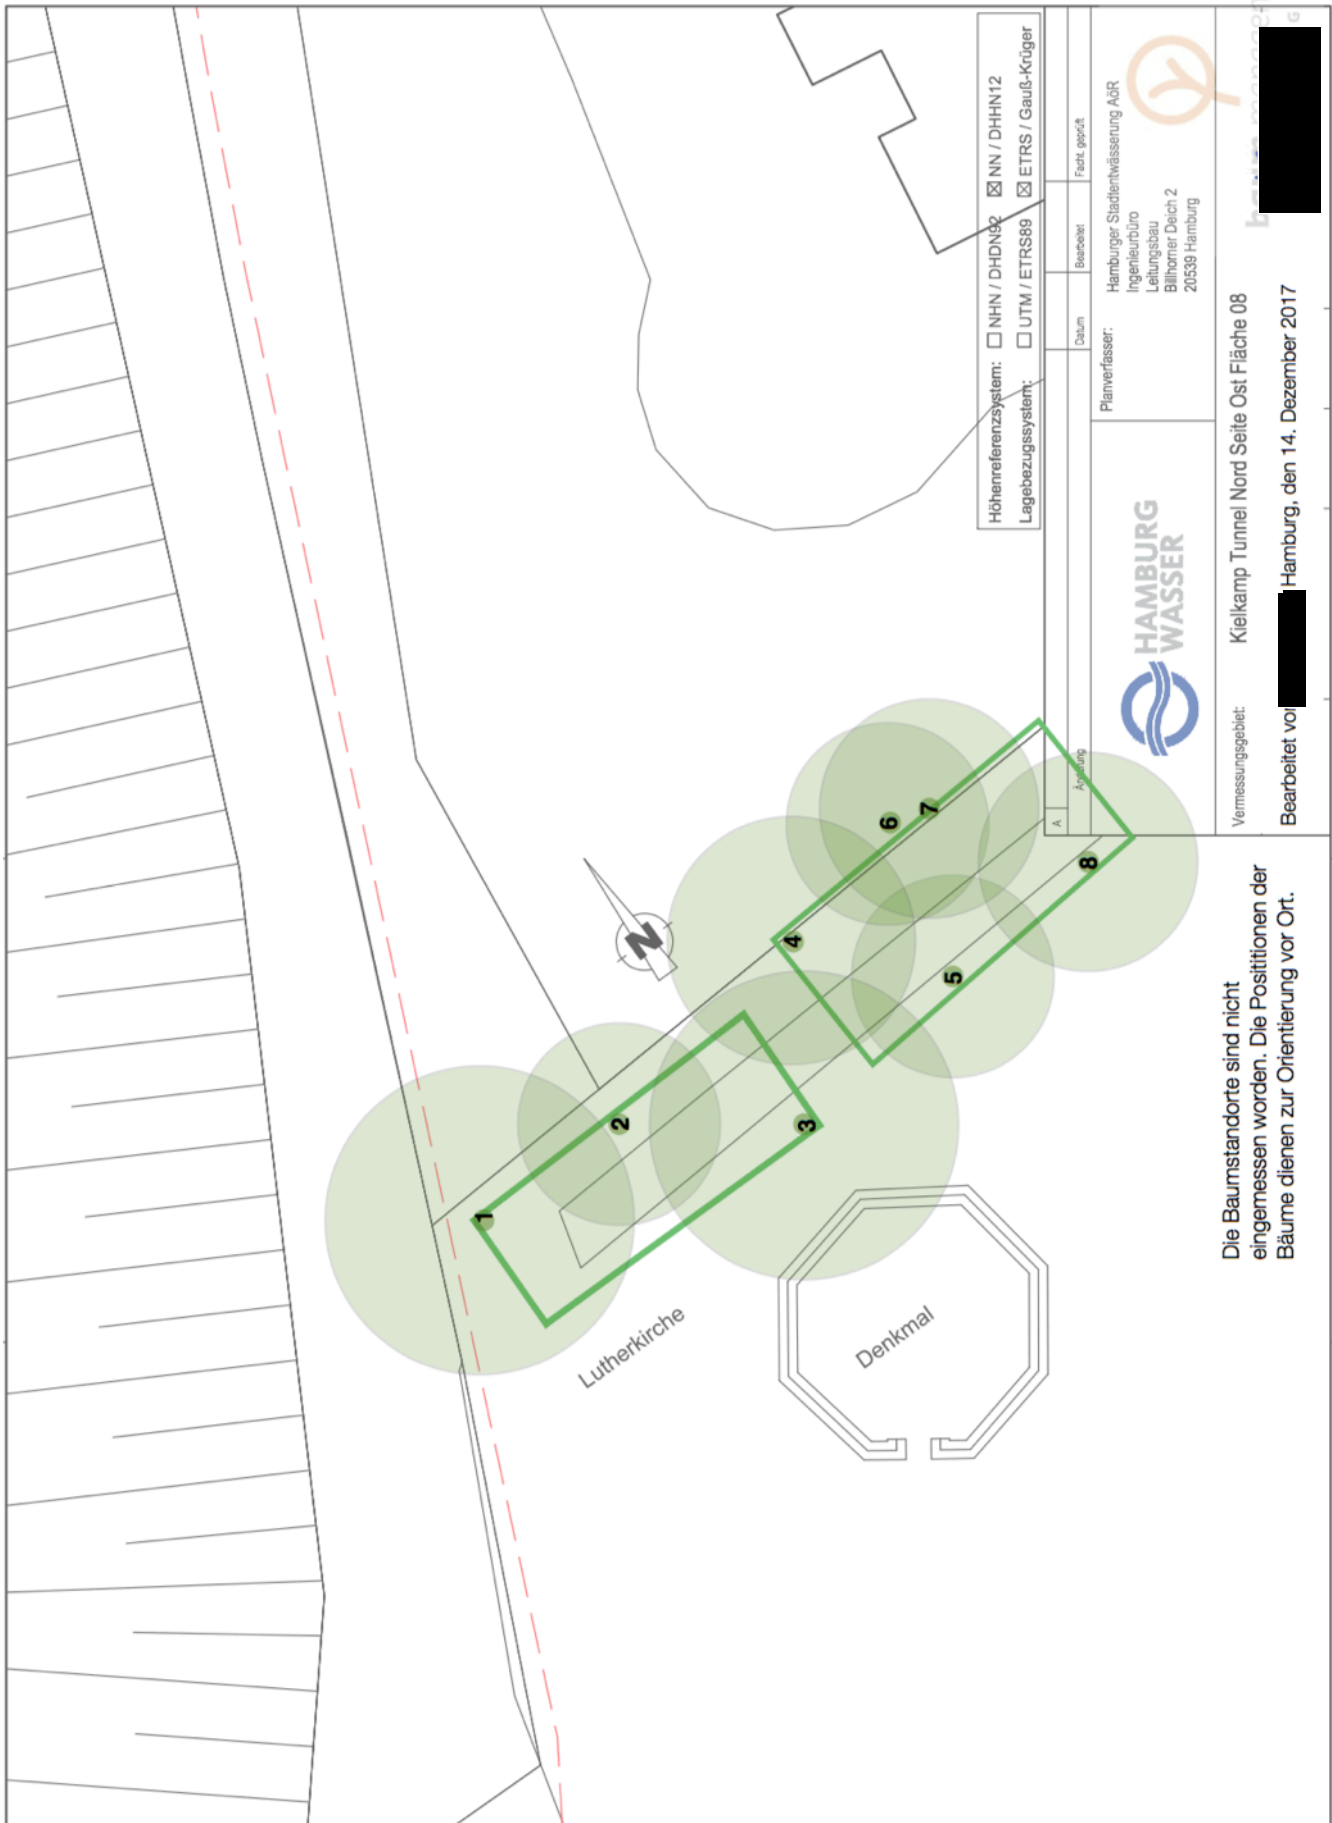 1
2
3
4
5
6
7
8
N
Lutherkirche
Denkmal
Höhenreferenzsystem: ☐ NHN / DHDN92 ☒ NN / DHHN12
Lagebezugssystem: ☐ UTM / ETRS89 ☒ ETRS / Gauß-Krüger
A
Änderung Datum Bearbeitet Fachl. geprüft
HAMBURG
WASSER
Planverfasser:
Hamburger Stadtentwässerung AöR
Ingenieurbüro
Leitungsbau
Billhorner Deich 2
20539 Hamburg
Vermessungsgebiet: Kielkamp Tunnel Nord Seite Ost Fläche 08
Bearbeitet von Hamburg, den 14. Dezember 2017
G
Die Baumstandorte sind nicht
eingemessen worden. Die Posititionen der
Bäume dienen zur Orientierung vor Ort.